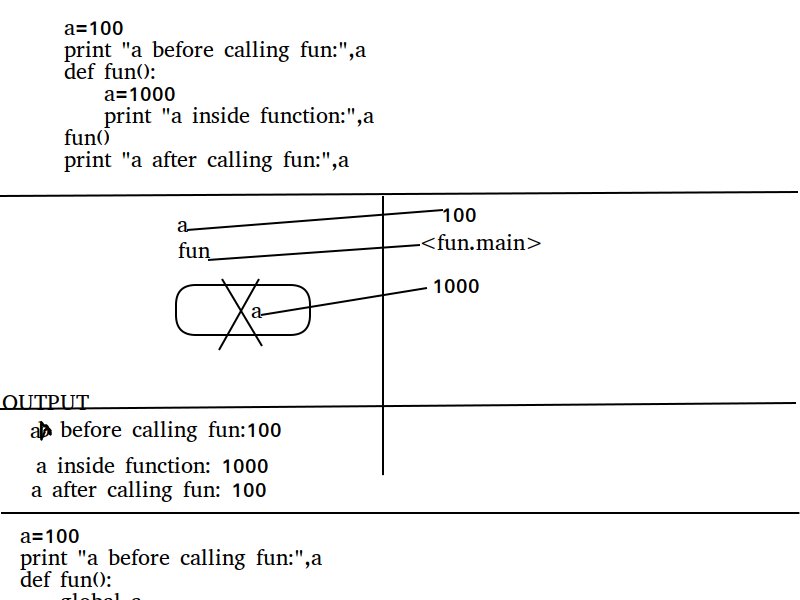 a=100
print "a before calling fun:",a
def fun():
a=1000
print "a inside function:",a
fun()
print "a after calling fun:",a
a 100
fun <fun.main>
a 1000
OUTPUT
a before calling fun:100
a inside function: 1000
a after calling fun: 100
a=100
print "a before calling fun:",a
def fun():
global a